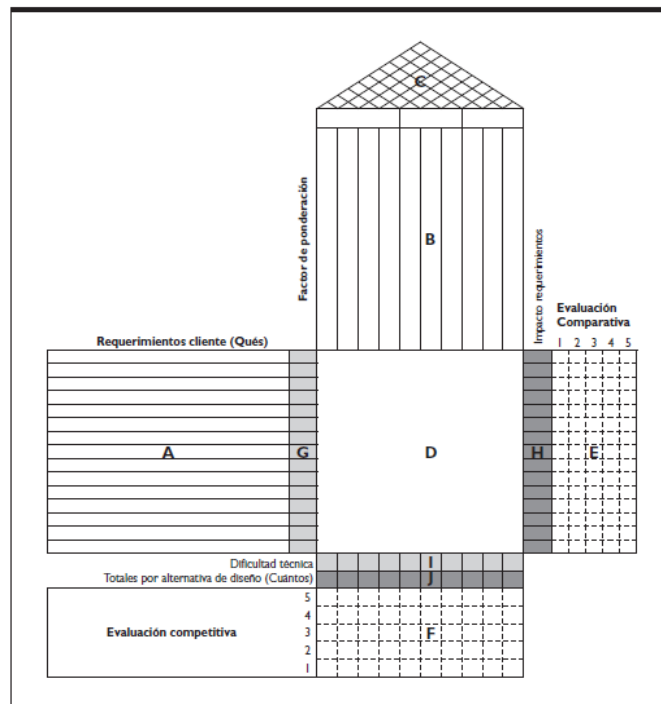 C
Factor de ponderación
B
Impacto requerimientos
Evaluación
Comparativa
1 2 3 4 5
Requerimientos cliente (Qués)
A G D H E
Dificultad técnica I
Totales por alternativa de diseño (Cuántos) J
5
4
Evaluación competitiva 3 F
2
1